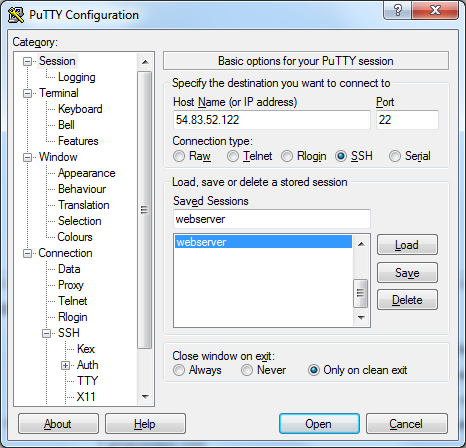 PuTTY Configuration
Category:
Session
Logging
Terminal
Keyboard
Bell
Features
Window
Appearance
Behaviour
Translation
Selection
Colours
Connection
Data
Proxy
Telnet
Rlogin
SSH
Kex
Auth
TTY
X11
Basic options for your PuTTY session
Specify the destination you want to connect to
Host Name (or IP address) Port
54.83.52.122 22
Connection type:
Raw Telnet Rlogin SSH Serial
Load, save or delete a stored session
Saved Sessions
webserver
webserver
Load
Save
Delete
Close window on exit:
Always Never Only on clean exit
About Help Open Cancel